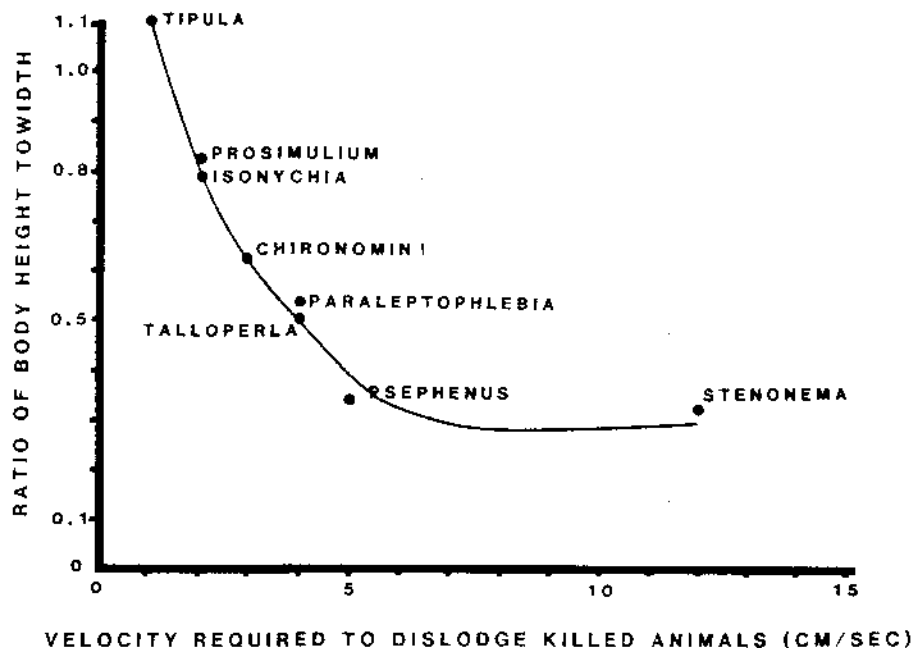 RATIO OF BODY HEIGHT TOWIDTH
1.1
1.0
0.8
0.5
0.1
0
TIPULA
PROSIMULIUM
ISONYCHIA
CHIRONOMINI
PARALEPTOPHLEBIA
TALLOPERLA
PSEPHENUS
STENONEMA
0 5 10 15
VELOCITY REQUIRED TO DISLODGE KILLED ANIMALS (CM/SEC)